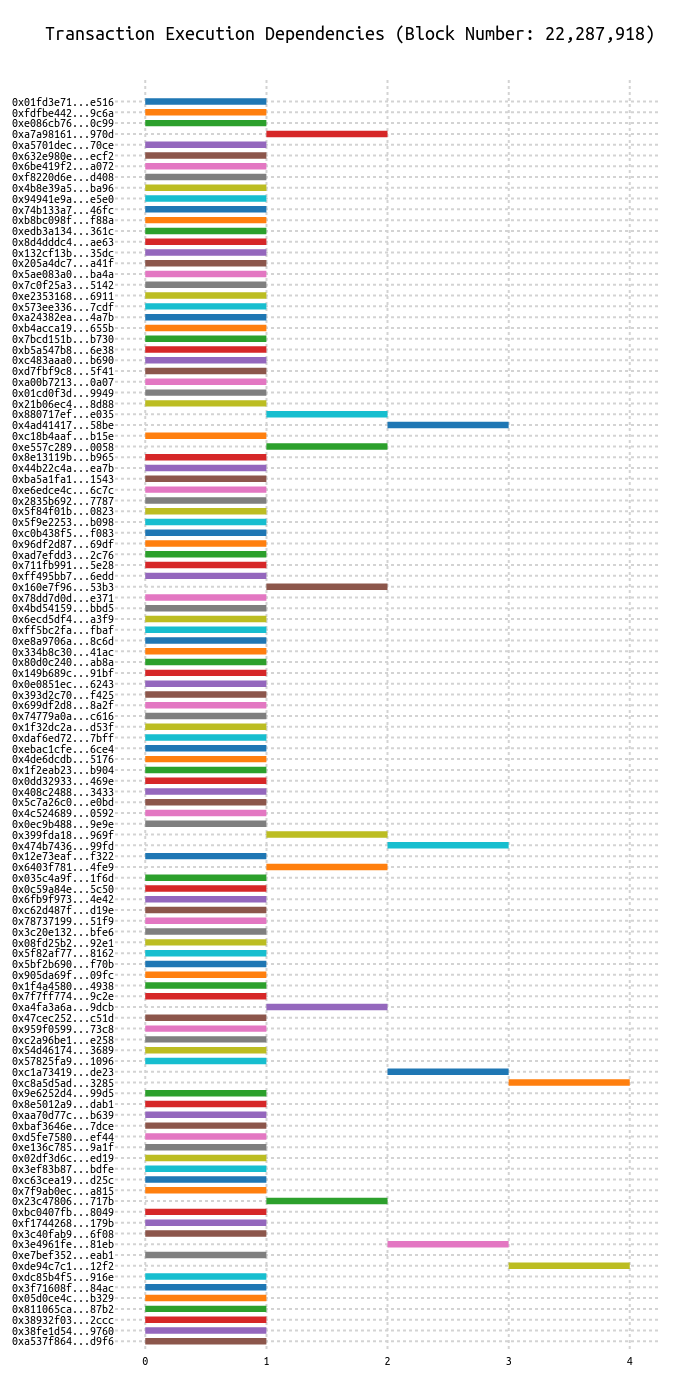 Transaction Execution Dependencies (Block Number: 22,287,918)
0x01fd3e71...e516
0xfdfbe442...9c6a
0xe086cb76...0c99
0xa7a98161...970d
0xa5701dec...70ce
0x632e980e...ecf2
0x6be419f2...a072
0xf8220d6e...d408
0x4b8e39a5...ba96
0x94941e9a...e5e0
0x74b133a7...46fc
0xb8bc098f...f88a
0xedb3a134...361c
0x8d4dddc4...ae63
0x132cf13b...35dc
0x205a4dc7...a41f
0x5ae083a0...ba4a
0x7c0f25a3...5142
0xe2353168...6911
0x573ee336...7cdf
0xa24382ea...4a7b
0xb4acca19...655b
0x7bcd151b...b730
0xb5a547b8...6e38
0xc483aaa0...b690
0xd7fbf9c8...5f41
0xa00b7213...0a07
0x01cd0f3d...9949
0x21b06ec4...8d88
0x880717ef...e035
0x4ad41417...58be
0xc18b4aaf...b15e
0xe557c289...0058
0x8e13119b...b965
0x44b22c4a...ea7b
0xba5a1fa1...1543
0xe6edce4c...6c7c
0x2835b692...7787
0x5f84f01b...0823
0x5f9e2253...b098
0xc0b438f5...f083
0x96df2d87...69df
0xad7efdd3...2c76
0x711fb991...5e28
0xff495bb7...6edd
0x160e7f96...53b3
0x78dd7d0d...e371
0x4bd54159...bbd5
0x6ecd5df4...a3f9
0xff5bc2fa...fbaf
0xe8a9706a...8c6d
0x334b8c30...41ac
0x80d0c240...ab8a
0x149b689c...91bf
0x0e0851ec...6243
0x393d2c70...f425
0x699df2d8...8a2f
0x74779a0a...c616
0x1f32dc2a...d53f
0xdaf6ed72...7bff
0xebac1cfe...6ce4
0x4de6dcdb...5176
0x1f2eab23...b904
0x0dd32933...469e
0x408c2488...3433
0x5c7a26c0...e0bd
0x4c524689...0592
0x0ec9b488...9e9e
0x399fda18...969f
0x474b7436...99fd
0x12e73eaf...f322
0x6403f781...4fe9
0x035c4a9f...1f6d
0x0c59a84e...5c50
0x6fb9f973...4e42
0xc62d487f...d19e
0x78737199...51f9
0x3c20e132...bfe6
0x08fd25b2...92e1
0x5f82af77...8162
0x5bf2b690...f70b
0x905da69f...09fc
0x1f4a4580...4938
0x7f7ff774...9c2e
0xa4fa3a6a...9dcb
0x47cec252...c51d
0x959f0599...73c8
0xc2a96be1...e258
0x54d46174...3689
0x57825fa9...1096
0xc1a73419...de23
0xc8a5d5ad...3285
0x9e6252d4...99d5
0x8e5012a9...dab1
0xaa70d77c...b639
0xbaf3646e...7dce
0xd5fe7580...ef44
0xe136c785...9a1f
0x02df3d6c...ed19
0x3ef83b87...bdfe
0xc63cea19...d25c
0x7f9ab0ec...a815
0x23c47806...717b
0xbc0407fb...8049
0xf1744268...179b
0x3c40fab9...6f08
0x3e4961fe...81eb
0xe7bef352...eab1
0xde94c7c1...12f2
0xdc85b4f5...916e
0x3f71608f...84ac
0x05d0ce4c...b329
0x811065ca...87b2
0x38932f03...2ccc
0x38fe1d54...9760
0xa537f864...d9f6
0 1 2 3 4